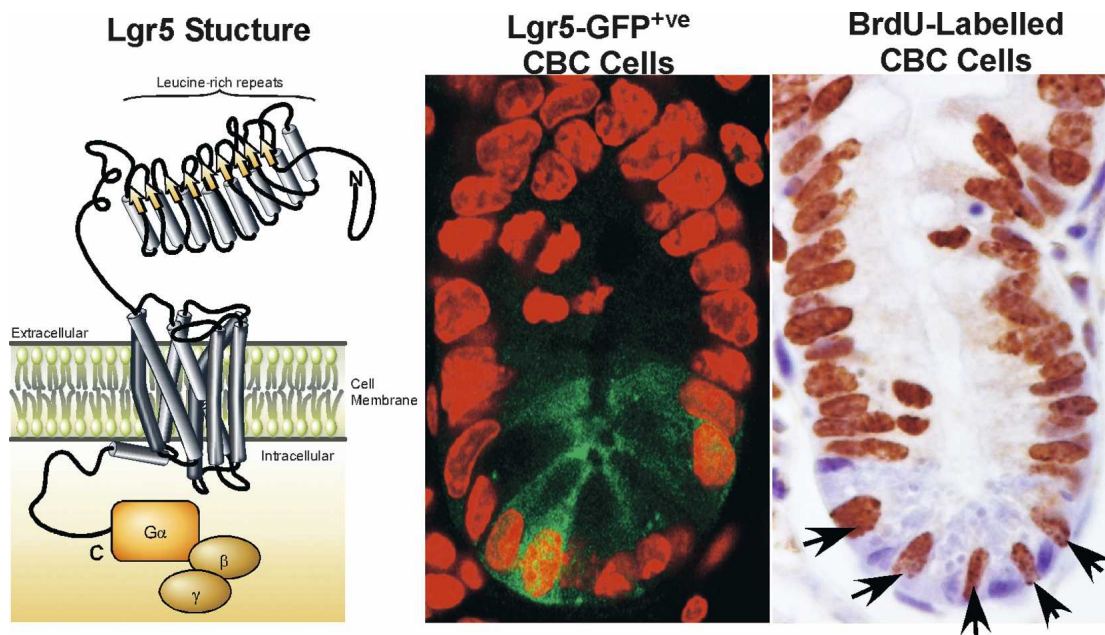 Lgr5 Stucture
Leucine-rich repeats
N
Extracellular
Cell
Membrane
Intracellular
C
Gα
β
γ
Lgr5-GFP+ve
CBC Cells
BrdU-Labelled
CBC Cells